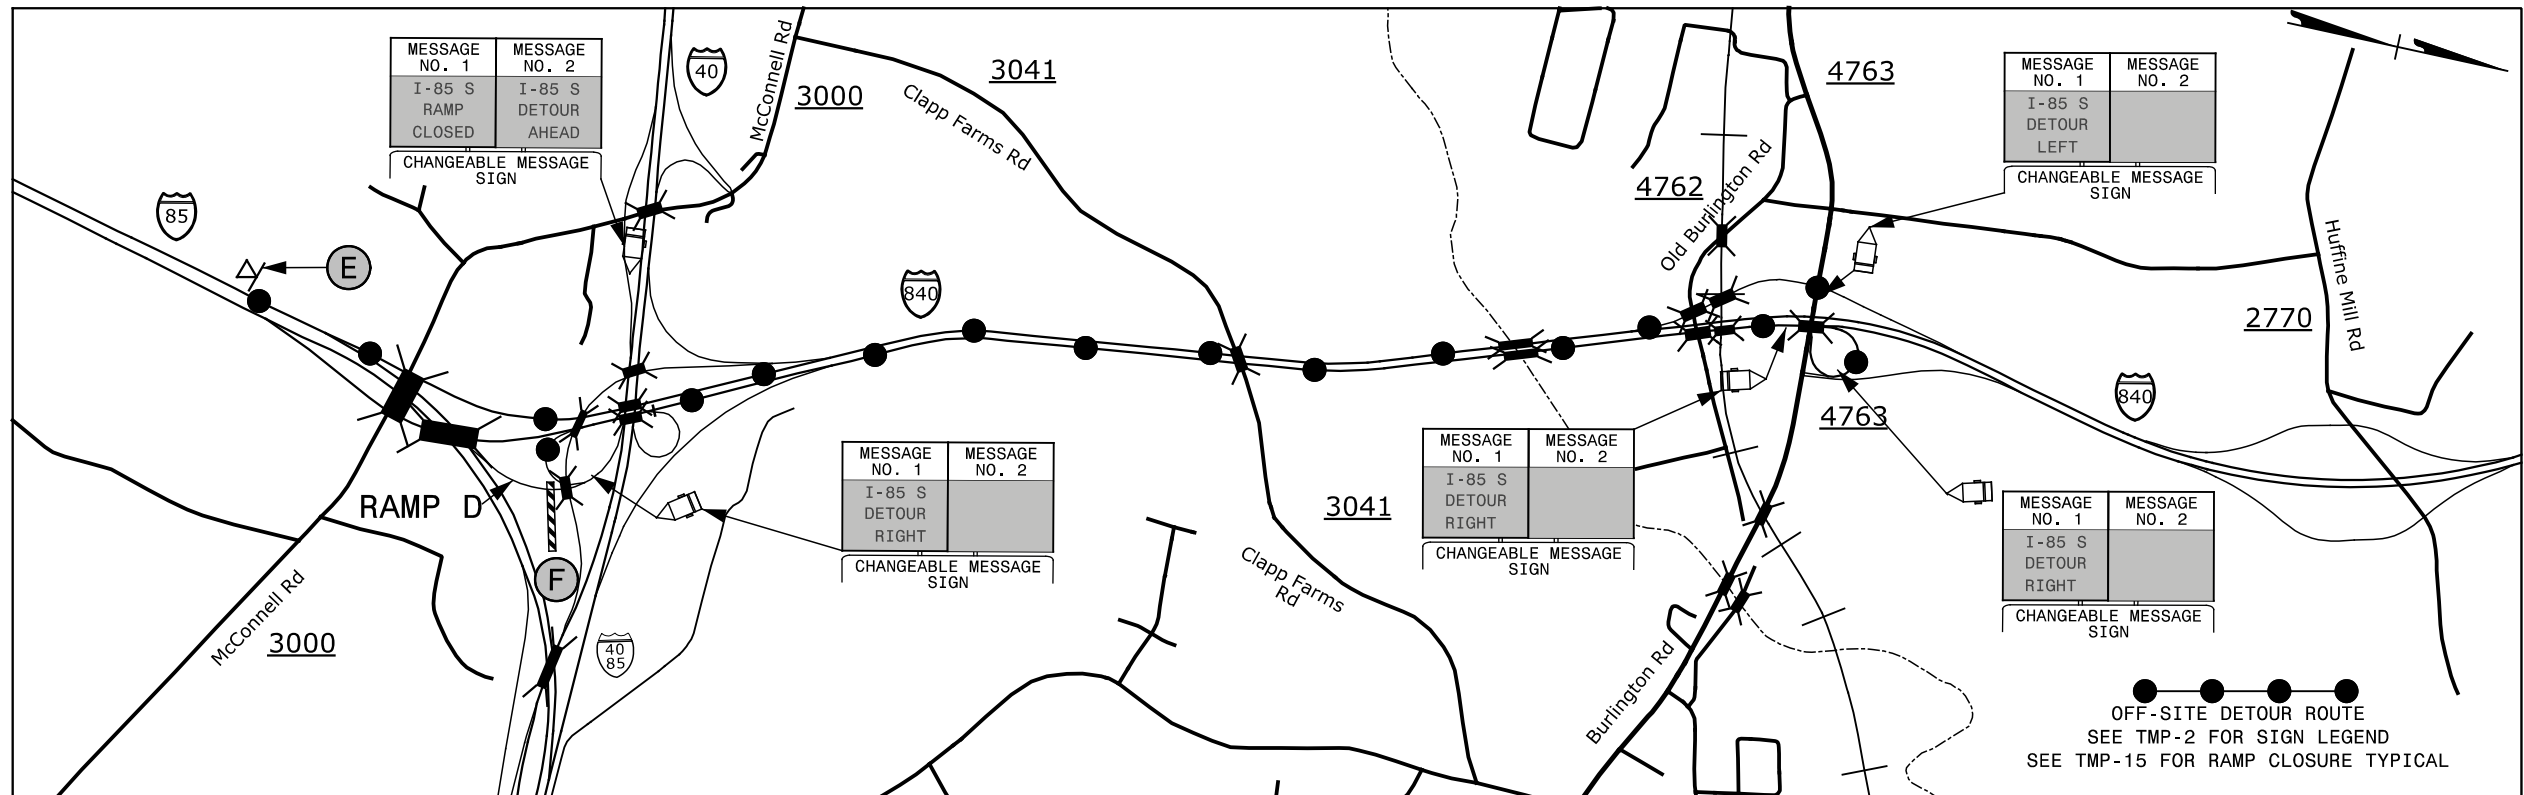 MESSAGE NO. 1
MESSAGE NO. 2
I-85 S
RAMP
CLOSED
I-85 S
DETOUR
AHEAD
CHANGEABLE MESSAGE
SIGN
40
McConnell Rd
3000
3041
Clapp Farms Rd
4763
MESSAGE NO. 1
MESSAGE NO. 2
I-85 S
DETOUR
LEFT
CHANGEABLE MESSAGE
SIGN
85
E
840
4762
Old Burlington Rd
Huffine Mill Rd
2770
840
4763
RAMP D
MESSAGE NO. 1
MESSAGE NO. 2
I-85 S
DETOUR
RIGHT
CHANGEABLE MESSAGE
SIGN
3041
MESSAGE NO. 1
MESSAGE NO. 2
I-85 S
DETOUR
RIGHT
CHANGEABLE MESSAGE
SIGN
MESSAGE NO. 1
MESSAGE NO. 2
I-85 S
DETOUR
RIGHT
CHANGEABLE MESSAGE
SIGN
F
McConnell Rd
3000
40
85
Clapp Farms
Rd
Burlington Rd
OFF-SITE DETOUR ROUTE
SEE TMP-2 FOR SIGN LEGEND
SEE TMP-15 FOR RAMP CLOSURE TYPICAL